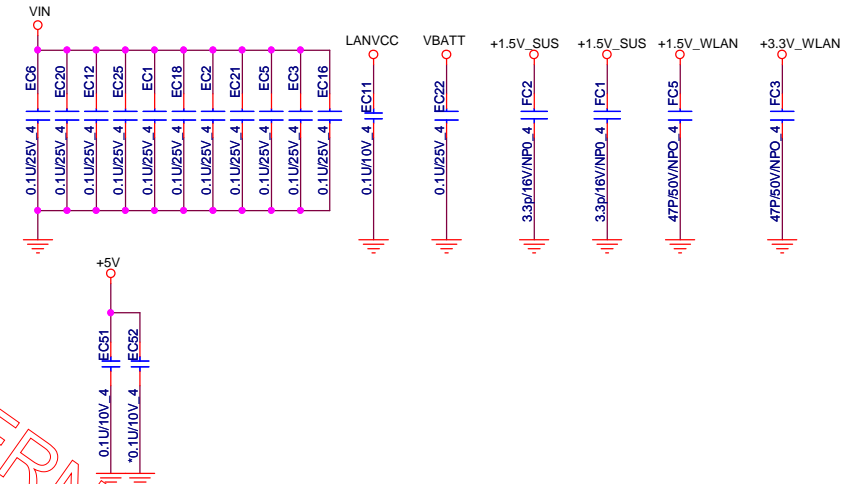 VIN
LANVCC
VBATT
+1.5V_SUS
+1.5V_SUS
+1.5V_WLAN
+3.3V_WLAN
EC6
EC20
EC12
EC25
EC1
EC18
EC2
EC21
EC5
EC3
EC16
EC11
EC22
FC2
FC1
FC5
FC3
0.1U/25V_4
0.1U/25V_4
0.1U/25V_4
0.1U/25V_4
0.1U/25V_4
0.1U/25V_4
0.1U/25V_4
0.1U/25V_4
0.1U/25V_4
0.1U/25V_4
0.1U/25V_4
0.1U/10V_4
0.1U/25V_4
3.3p/16V/NP0_4
3.3p/16V/NP0_4
47P/50V/NPO_4
47P/50V/NPO_4
+5V
EC51
EC52
0.1U/10V_4
*0.1U/10V_4